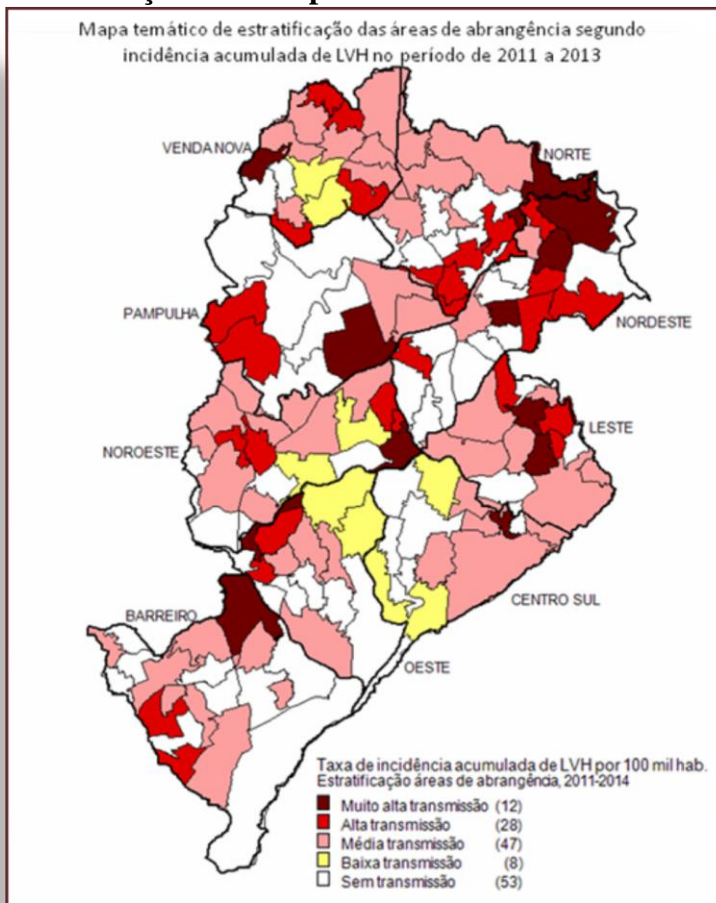 Mapa temático de estratificação das áreas de abrangência segundo
incidência acumulada de LVH no período de 2011 a 2013
VENDA NOVA
NORTE
PAMPULHA
NORDESTE
NOROESTE
LESTE
CENTRO SUL
BARREIRO
OESTE
Taxa de incidência acumulada de LVH por 100 mil hab.
Estratificação áreas de abrangência, 2011-2014
Muito alta transmissão (12)
Alta transmissão (28)
Média transmissão (47)
Baixa transmissão (8)
Sem transmissão (53)